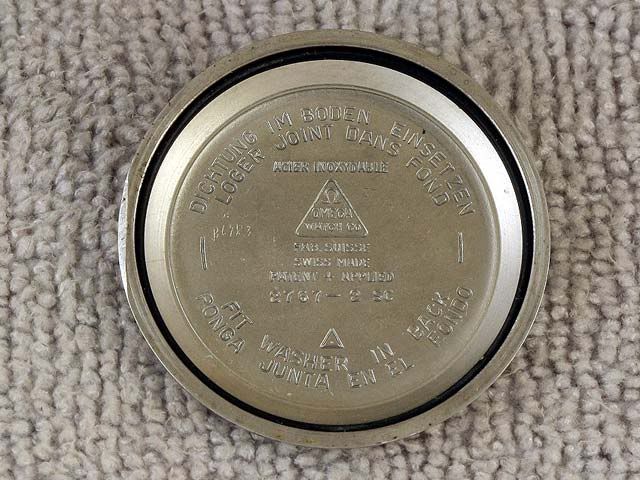 DICHTUNG IM BODEN EINSETZEN
LOGER JOINT DANS FOND
ACIER INOXYDABLE
Ω
OMEGA
WATCH CO
FAB. SUISSE
SWISS MADE
PATENT + APPLIED
2767-2 SC
FIT WASHER IN BACK
PONGA JUNTA EN EL FONDO